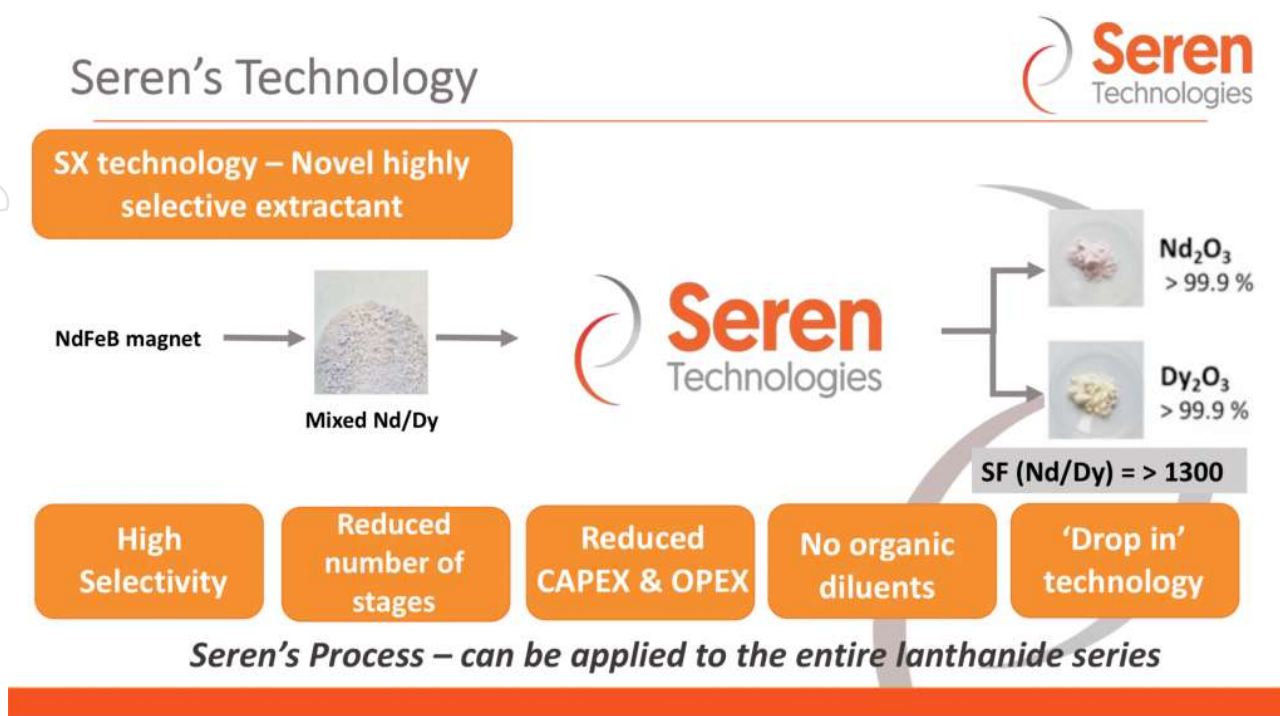 Seren's Technology
Seren
Technologies
SX technology – Novel highly
selective extractant
NdFeB magnet
Mixed Nd/Dy
Seren
Technologies
Nd₂O₃
> 99.9 %
Dy₂O₃
> 99.9 %
SF (Nd/Dy) = > 1300
High
Selectivity
Reduced
number of
stages
Reduced
CAPEX & OPEX
No organic
diluents
‘Drop in’
technology
Seren's Process – can be applied to the entire lanthanide series